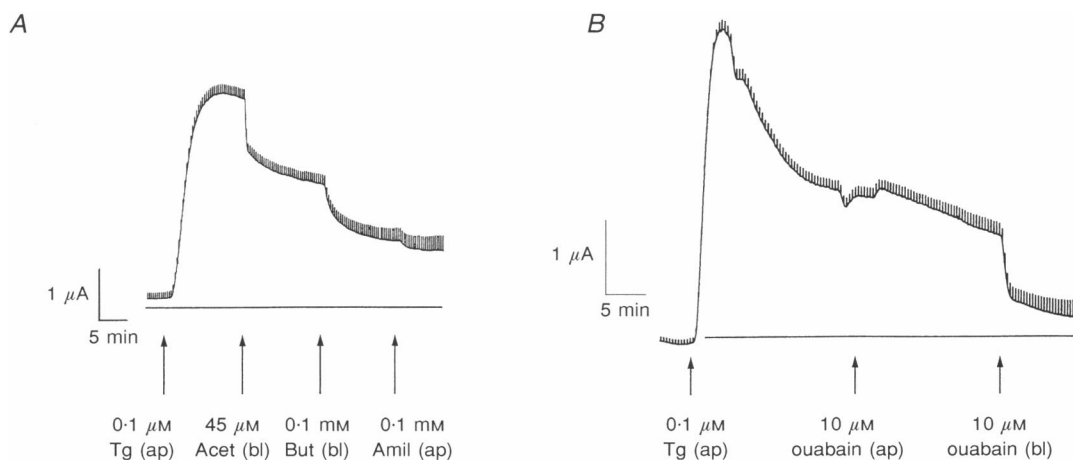 A
1 μA
5 min
0·1 μM
Tg (ap)
45 μM
Acet (bl)
0·1 mM
But (bl)
0·1 mM
Amil (ap)
B
1 μA
5 min
0·1 μM
Tg (ap)
10 μM
ouabain (ap)
10 μM
ouabain (bl)